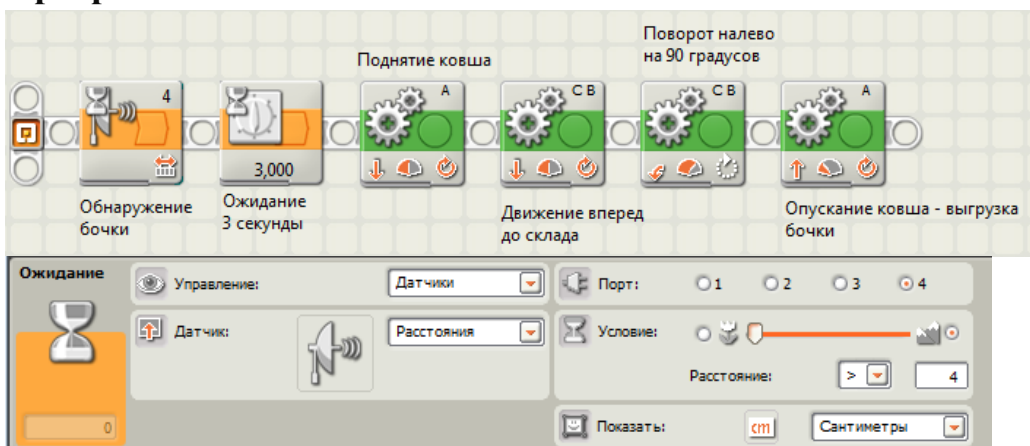 Поворот налево
на 90 градусов
Поднятие ковша
4
A
C B
C B
A
3,000
Обнаружение
бочки
Ожидание
3 секунды
Движение вперед
до склада
Опускание ковша - выгрузка
бочки
Ожидание
Управление:
Датчики
Порт:
1
2
3
4
Датчик:
Расстояния
Условие:
Расстояние:
>
4
0
Показать:
cm
Сантиметры